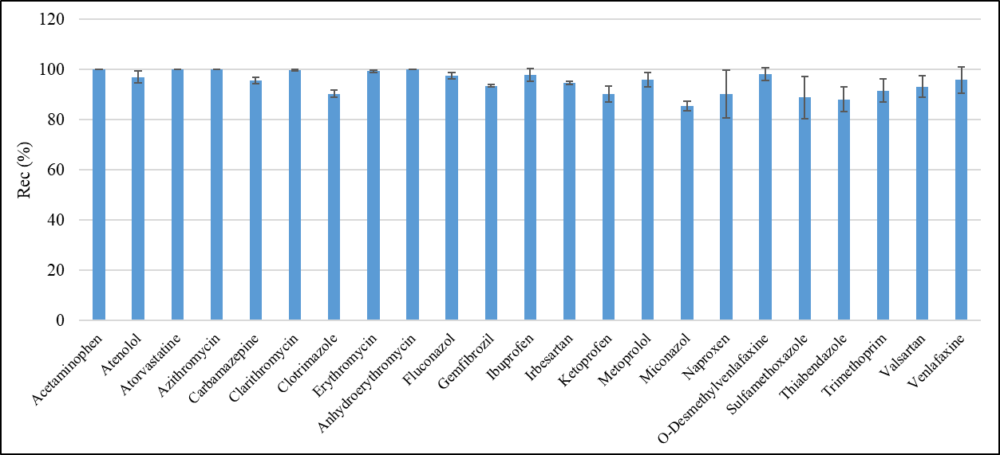 120
100
80
60
40
20
0
Rec (%)
Acetaminophen
Atenolol
Atorvastatine
Azithromycin
Carbamazepine
Clarithromycin
Clotrimazole
Erythromycin
Anhydroerythromycin
Fluconazol
Gemfibrozil
Ibuprofen
Irbesartan
Ketoprofen
Metoprolol
Miconazol
Naproxen
O-Desmethylvenlafaxine
Sulfamethoxazole
Thiabendazole
Trimethoprim
Valsartan
Venlafaxine